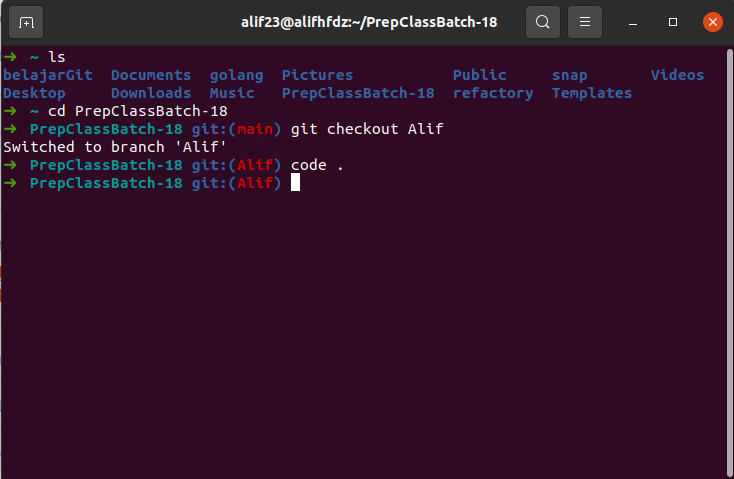 alif23@alifhfdz:~/PrepClassBatch-18
➜  ~ ls
belajarGit  Documents  golang  Pictures           Public     snap       Videos
Desktop     Downloads  Music   PrepClassBatch-18  refactory  Templates
➜  ~ cd PrepClassBatch-18
➜  PrepClassBatch-18 git:(main) git checkout Alif
Switched to branch 'Alif'
➜  PrepClassBatch-18 git:(Alif) code .
➜  PrepClassBatch-18 git:(Alif)